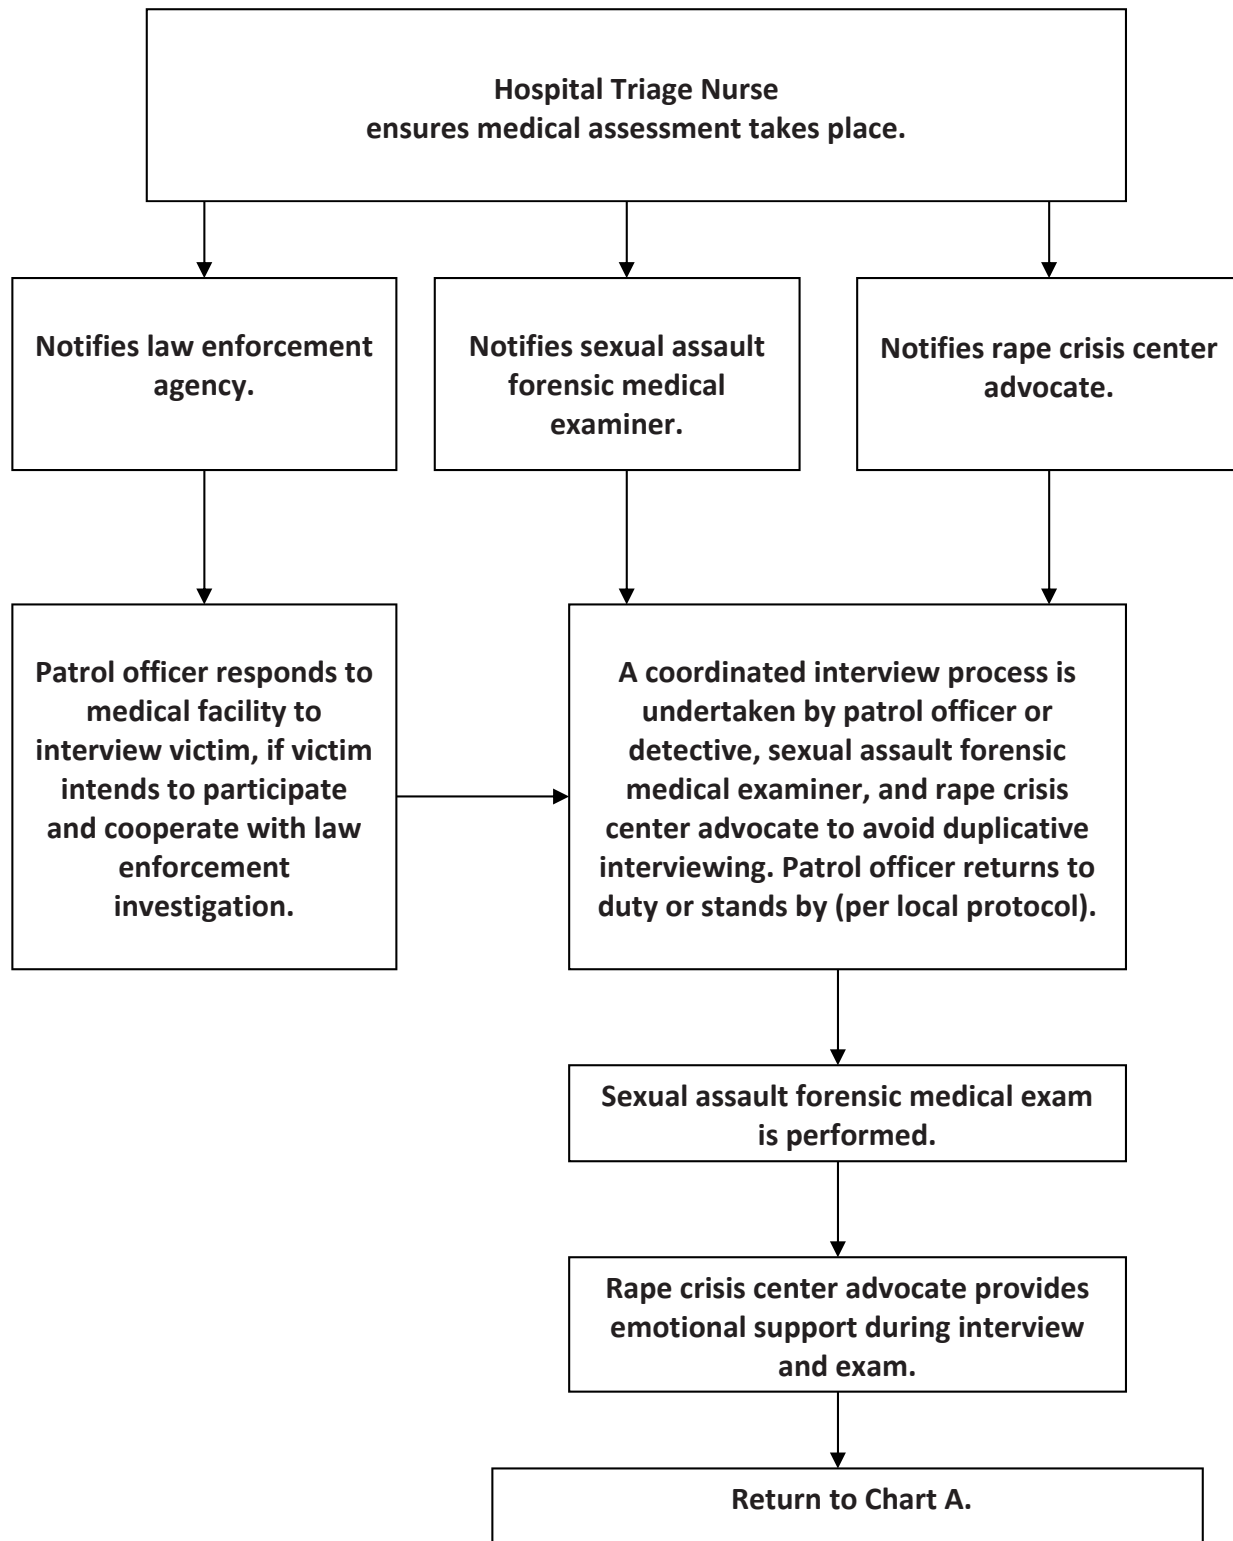 Hospital Triage Nurse
ensures medical assessment takes place.
Notifies law enforcement
agency.
Notifies sexual assault
forensic medical
examiner.
Notifies rape crisis center
advocate.
Patrol officer responds to
medical facility to
interview victim, if victim
intends to participate
and cooperate with law
enforcement
investigation.
A coordinated interview process is
undertaken by patrol officer or
detective, sexual assault forensic
medical examiner, and rape crisis
center advocate to avoid duplicative
interviewing. Patrol officer returns to
duty or stands by (per local protocol).
Sexual assault forensic medical exam
is performed.
Rape crisis center advocate provides
emotional support during interview
and exam.
Return to Chart A.